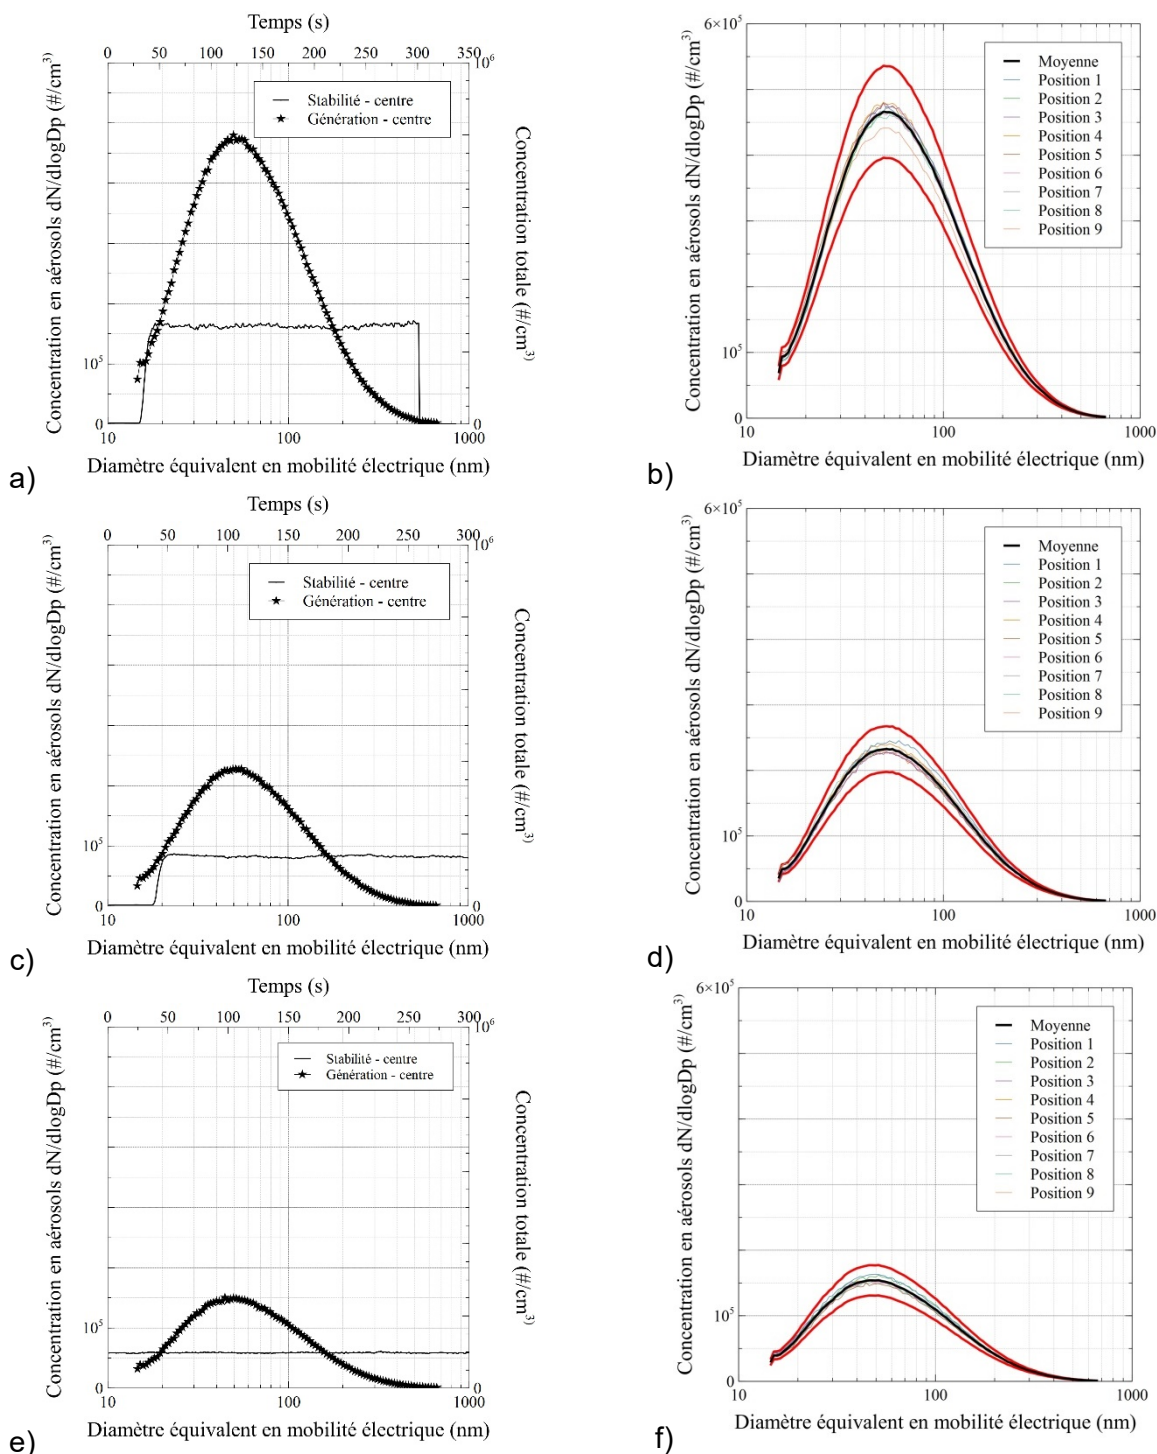 Temps (s)
0 50 100 150 200 250 300 350
10⁶
Concentration en aérosols dN/dlogDp (#/cm³)
Stabilité - centre
Génération - centre
10⁵
0
Concentration totale (#/cm³)
0
10 100 1000
Diamètre équivalent en mobilité électrique (nm)
a)
6×10⁵
Concentration en aérosols dN/dlogDp (#/cm³)
Moyenne
Position 1
Position 2
Position 3
Position 4
Position 5
Position 6
Position 7
Position 8
Position 9
10⁵
0
10 100 1000
Diamètre équivalent en mobilité électrique (nm)
b)
Temps (s)
0 50 100 150 200 250 300
10⁶
Concentration en aérosols dN/dlogDp (#/cm³)
Stabilité - centre
Génération - centre
10⁵
0
Concentration totale (#/cm³)
0
10 100 1000
Diamètre équivalent en mobilité électrique (nm)
c)
6×10⁵
Concentration en aérosols dN/dlogDp (#/cm³)
Moyenne
Position 1
Position 2
Position 3
Position 4
Position 5
Position 6
Position 7
Position 8
Position 9
10⁵
0
10 100 1000
Diamètre équivalent en mobilité électrique (nm)
d)
Temps (s)
0 50 100 150 200 250 300
10⁶
Concentration en aérosols dN/dlogDp (#/cm³)
Stabilité - centre
Génération - centre
10⁵
0
Concentration totale (#/cm³)
0
10 100 1000
Diamètre équivalent en mobilité électrique (nm)
e)
6×10⁵
Concentration en aérosols dN/dlogDp (#/cm³)
Moyenne
Position 1
Position 2
Position 3
Position 4
Position 5
Position 6
Position 7
Position 8
Position 9
10⁵
0
10 100 1000
Diamètre équivalent en mobilité électrique (nm)
f)